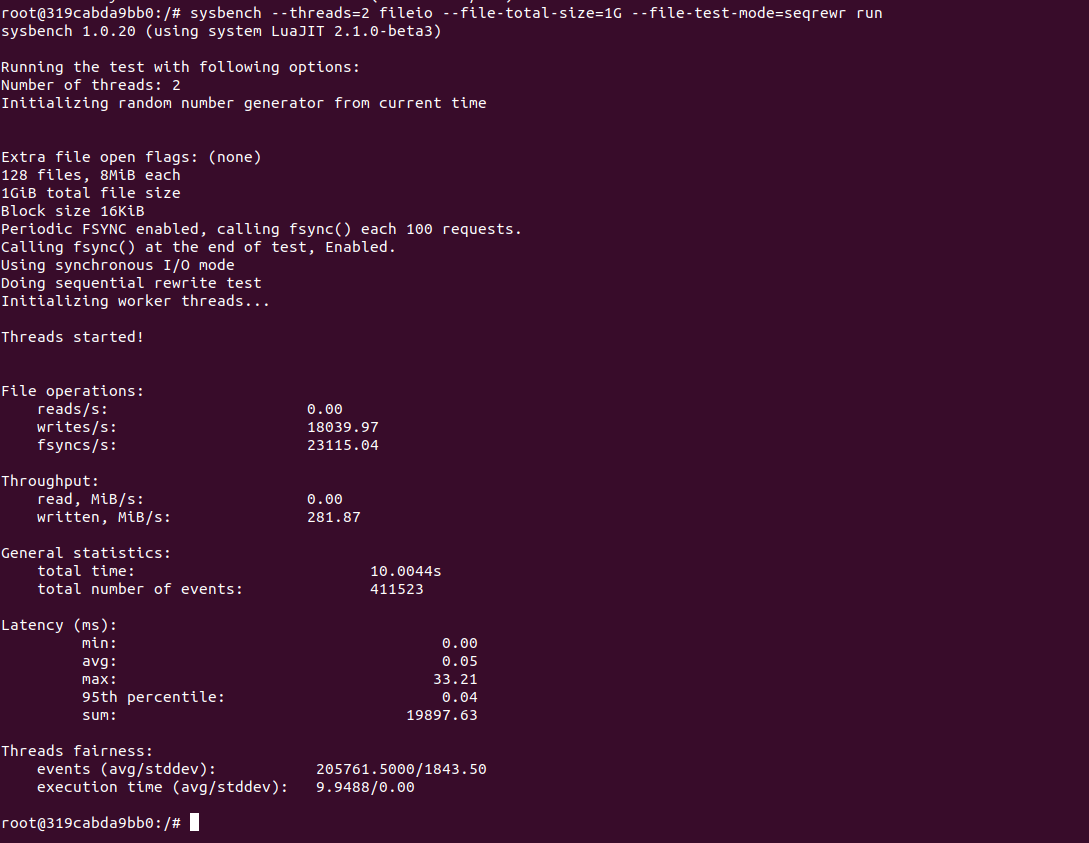 root@319cabda9bb0:/# sysbench --threads=2 fileio --file-total-size=1G --file-test-mode=seqrewr run
sysbench 1.0.20 (using system LuaJIT 2.1.0-beta3)
Running the test with following options:
Number of threads: 2
Initializing random number generator from current time
Extra file open flags: (none)
128 files, 8MiB each
1GiB total file size
Block size 16KiB
Periodic FSYNC enabled, calling fsync() each 100 requests.
Calling fsync() at the end of test, Enabled.
Using synchronous I/O mode
Doing sequential rewrite test
Initializing worker threads...
Threads started!
File operations:
reads/s: 0.00
writes/s: 18039.97
fsyncs/s: 23115.04
Throughput:
read, MiB/s: 0.00
written, MiB/s: 281.87
General statistics:
total time: 10.0044s
total number of events: 411523
Latency (ms):
min: 0.00
avg: 0.05
max: 33.21
95th percentile: 0.04
sum: 19897.63
Threads fairness:
events (avg/stddev): 205761.5000/1843.50
execution time (avg/stddev): 9.9488/0.00
root@319cabda9bb0:/#